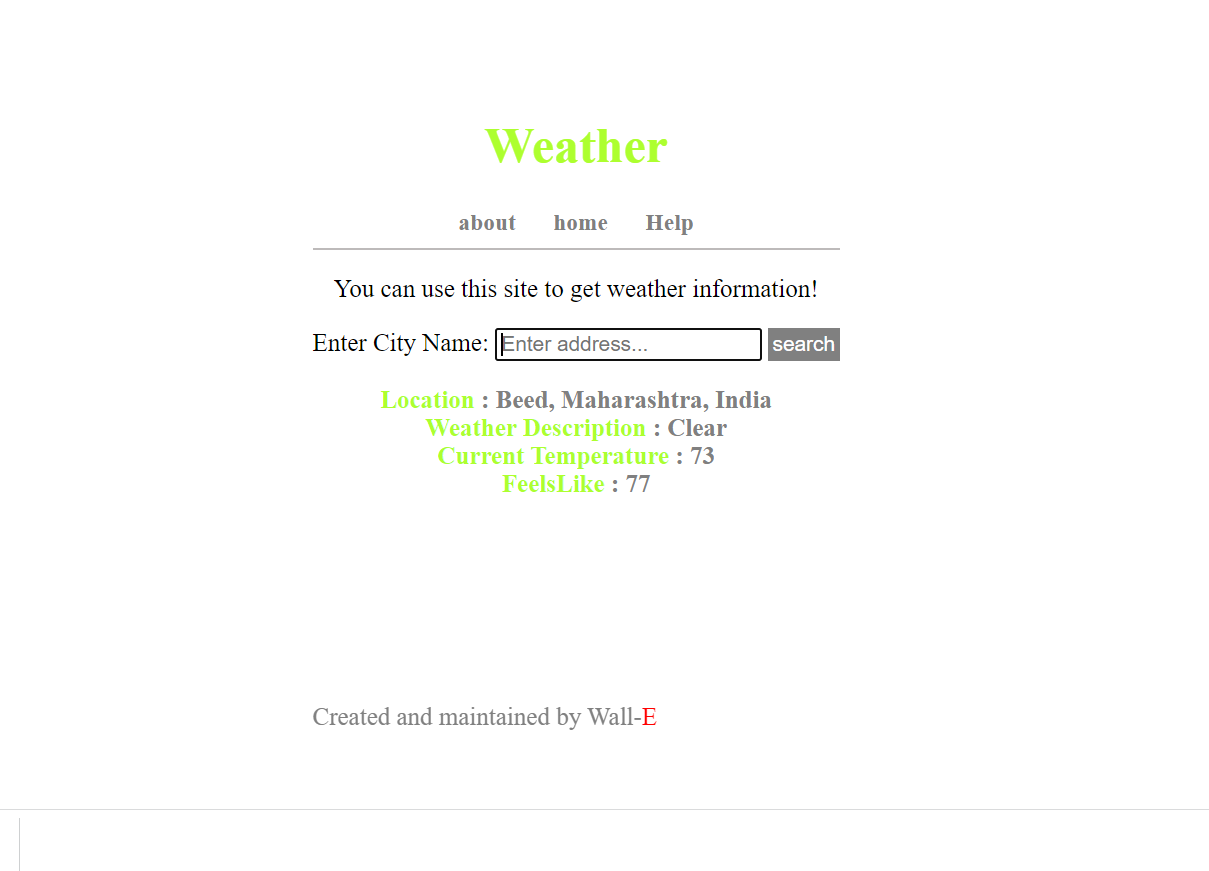 Weather
about home Help
You can use this site to get weather information!
Enter City Name: Enter address... search
Location : Beed, Maharashtra, India
Weather Description : Clear
Current Temperature : 73
FeelsLike : 77
Created and maintained by Wall-E